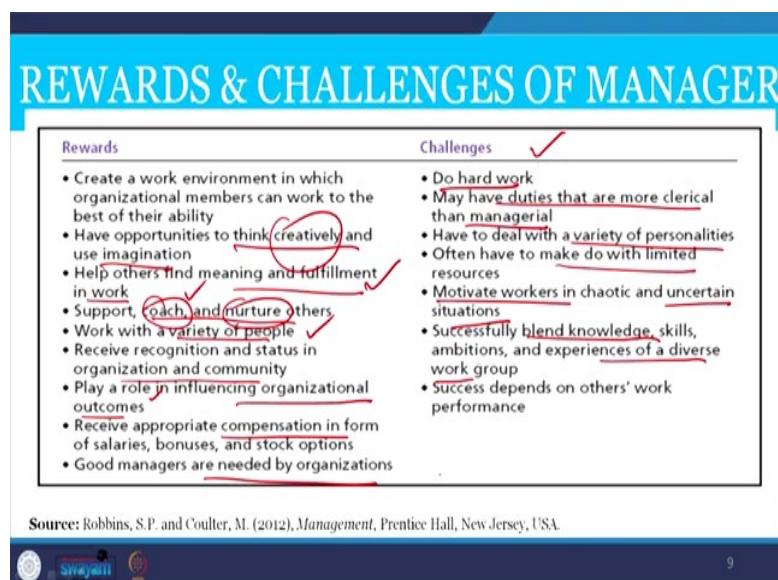 REWARDS & CHALLENGES OF MANAGER
Rewards
• Create a work environment in which
organizational members can work to the
best of their ability
• Have opportunities to think creatively and
use imagination
• Help others find meaning and fulfillment
in work
• Support, coach, and nurture others
• Work with a variety of people
• Receive recognition and status in
organization and community
• Play a role in influencing organizational
outcomes
• Receive appropriate compensation in form
of salaries, bonuses, and stock options
• Good managers are needed by organizations
Challenges
• Do hard work
• May have duties that are more clerical
than managerial
• Have to deal with a variety of personalities
• Often have to make do with limited
resources
• Motivate workers in chaotic and uncertain
situations
• Successfully blend knowledge, skills,
ambitions, and experiences of a diverse
work group
• Success depends on others’ work
performance
Source: Robbins, S.P. and Coulter, M. (2012), Management, Prentice Hall, New Jersey, USA.
swayam
9